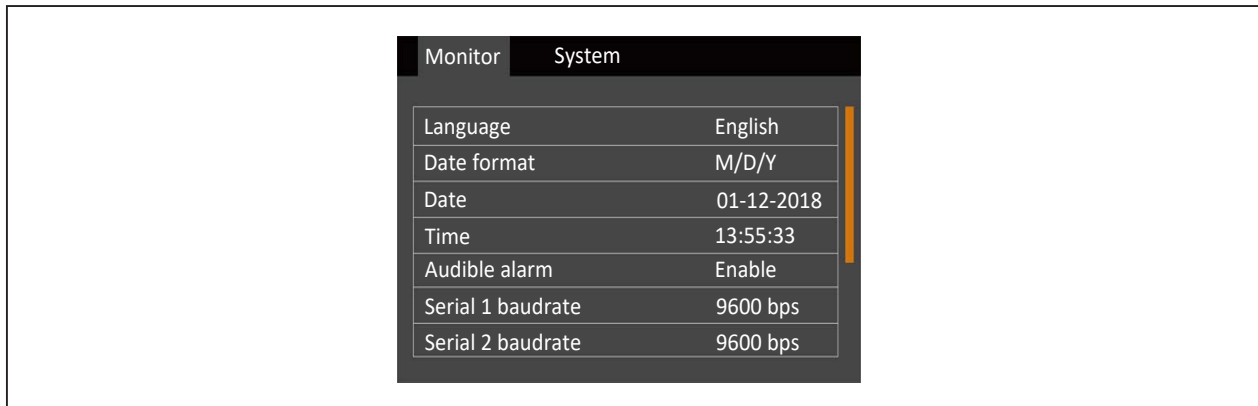 Monitor System
Language English
Date format M/D/Y
Date 01-12-2018
Time 13:55:33
Audible alarm Enable
Serial 1 baudrate 9600 bps
Serial 2 baudrate 9600 bps